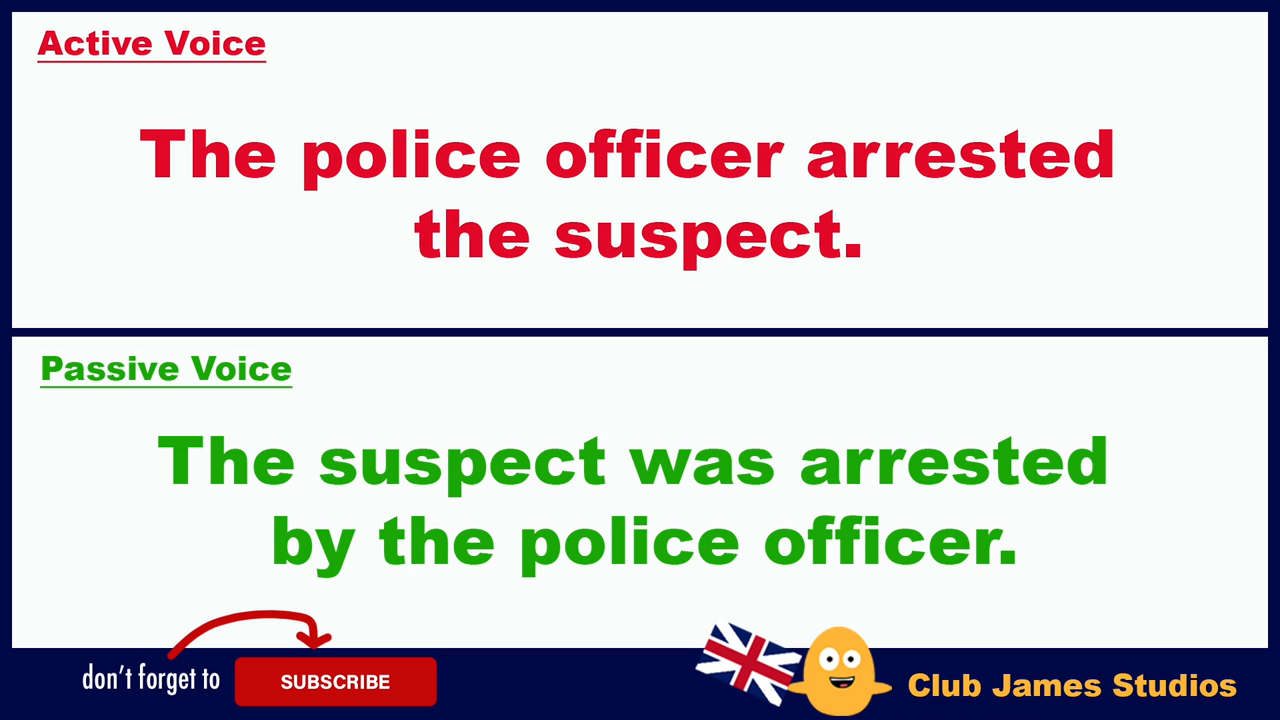 Active Voice
The police officer arrested
the suspect.
Passive Voice
The suspect was arrested
by the police officer.
don't forget to
SUBSCRIBE
Club James Studios